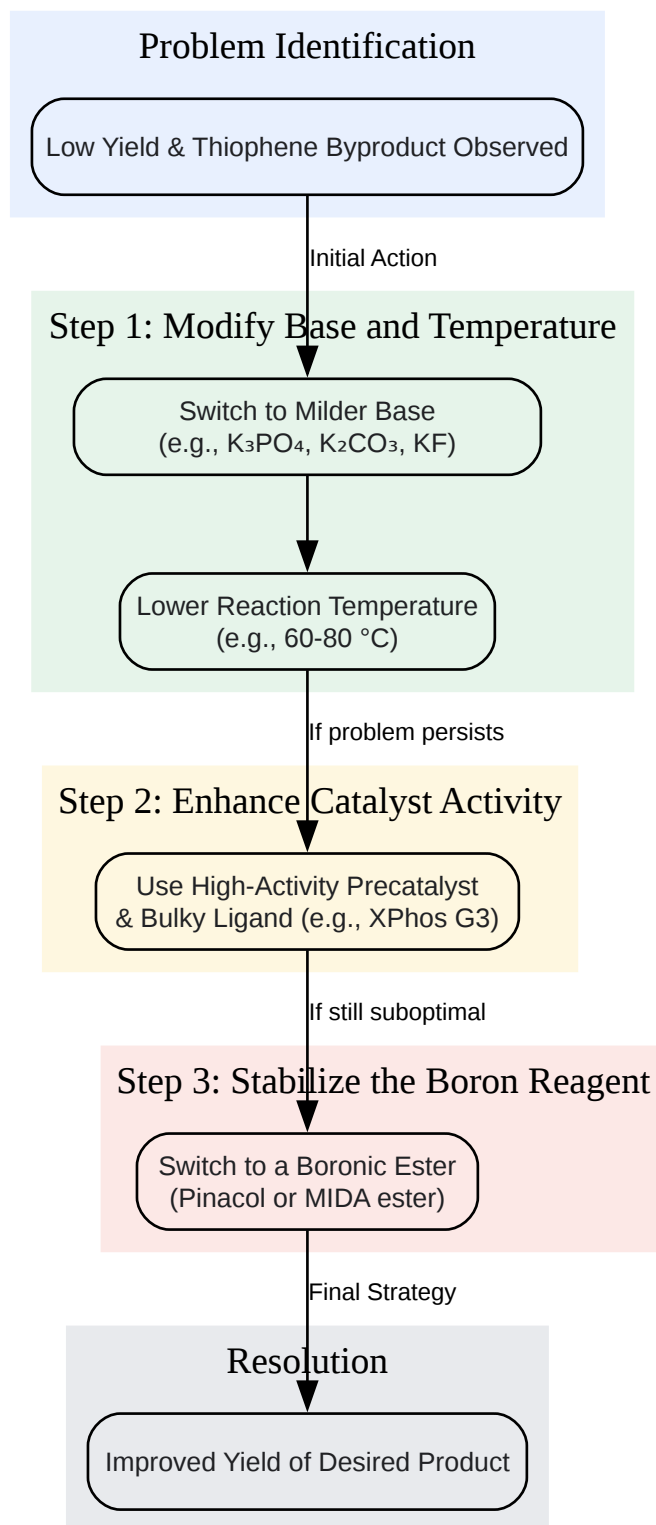 Problem Identification
Low Yield & Thiophene Byproduct Observed
Initial Action
Step 1: Modify Base and Temperature
Switch to Milder Base
(e.g., K₃PO₄, K₂CO₃, KF)
Lower Reaction Temperature
(e.g., 60-80 °C)
If problem persists
Step 2: Enhance Catalyst Activity
Use High-Activity Precatalyst
& Bulky Ligand (e.g., XPhos G3)
If still suboptimal
Step 3: Stabilize the Boron Reagent
Switch to a Boronic Ester
(Pinacol or MIDA ester)
Final Strategy
Resolution
Improved Yield of Desired Product